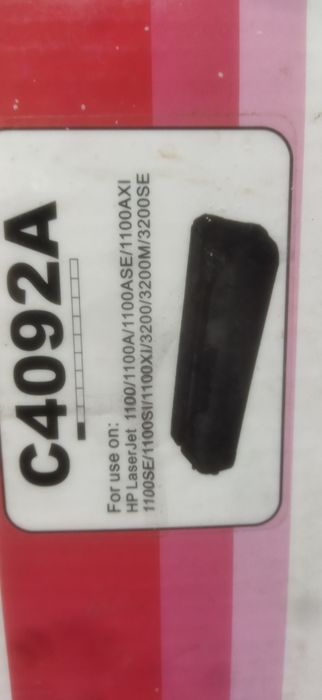 C4092A
For use on:
HP LaserJet 1100/1100A/1100ASE/1100AXI
1100SE/1100SI/1100XI/3200/3200M/3200SE